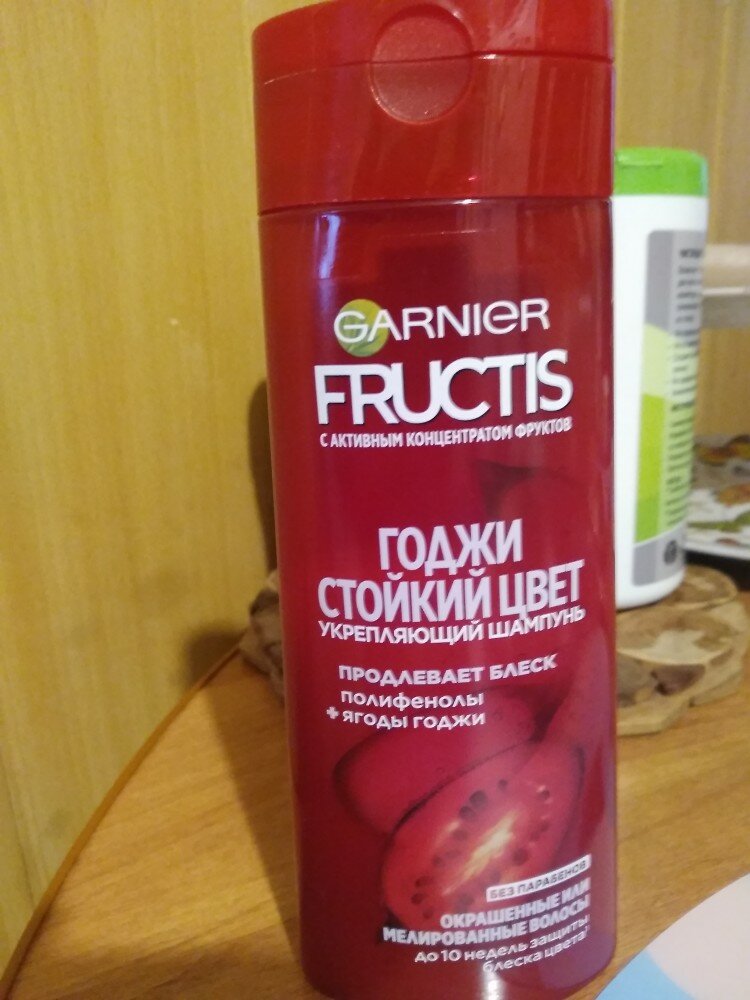 GARNIER
FRUCTIS
С АКТИВНЫМ КОНЦЕНТРАТОМ ФРУКТОВ
ГОДЖИ
СТОЙКИЙ ЦВЕТ
УКРЕПЛЯЮЩИЙ ШАМПУНЬ
ПРОДЛЕВАЕТ БЛЕСК
ПОЛИФЕНОЛЫ
+ ЯГОДЫ ГОДЖИ
БЕЗ ПАРАБЕНОВ
ОКРАШЕННЫЕ ИЛИ
МЕЛИРОВАННЫЕ ВОЛОСЫ
ДО 10 НЕДЕЛЬ ЗАЩИТЫ
БЛЕСКА ЦВЕТА